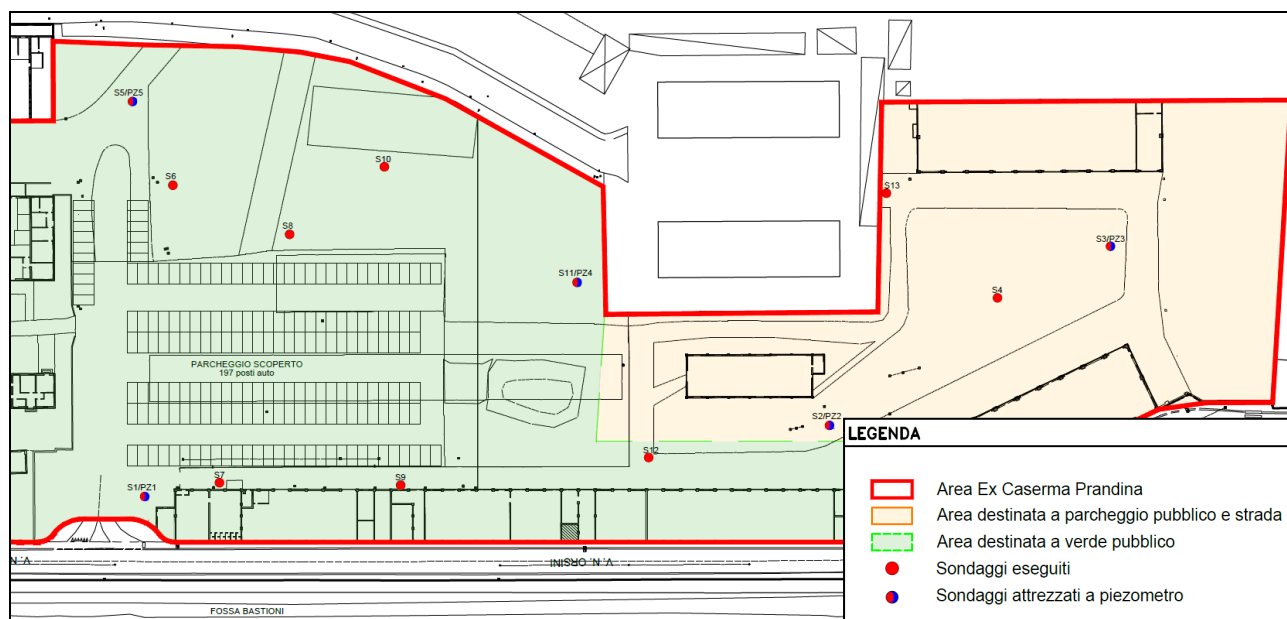 S5/PZ5
S10
S6
S13
S8
S3/PZ3
S11/PZ4
S4
PARCHEGGIO SCOPERTO
197 posti auto
S2/PZ2
S12
S7
S9
S1/PZ1
V. N
V. N. ORSINI
FOSSA BASTIONI
LEGENDA
Area Ex Caserma Prandina
Area destinata a parcheggio pubblico e strada
Area destinata a verde pubblico
Sondaggi eseguiti
Sondaggi attrezzati a piezometro